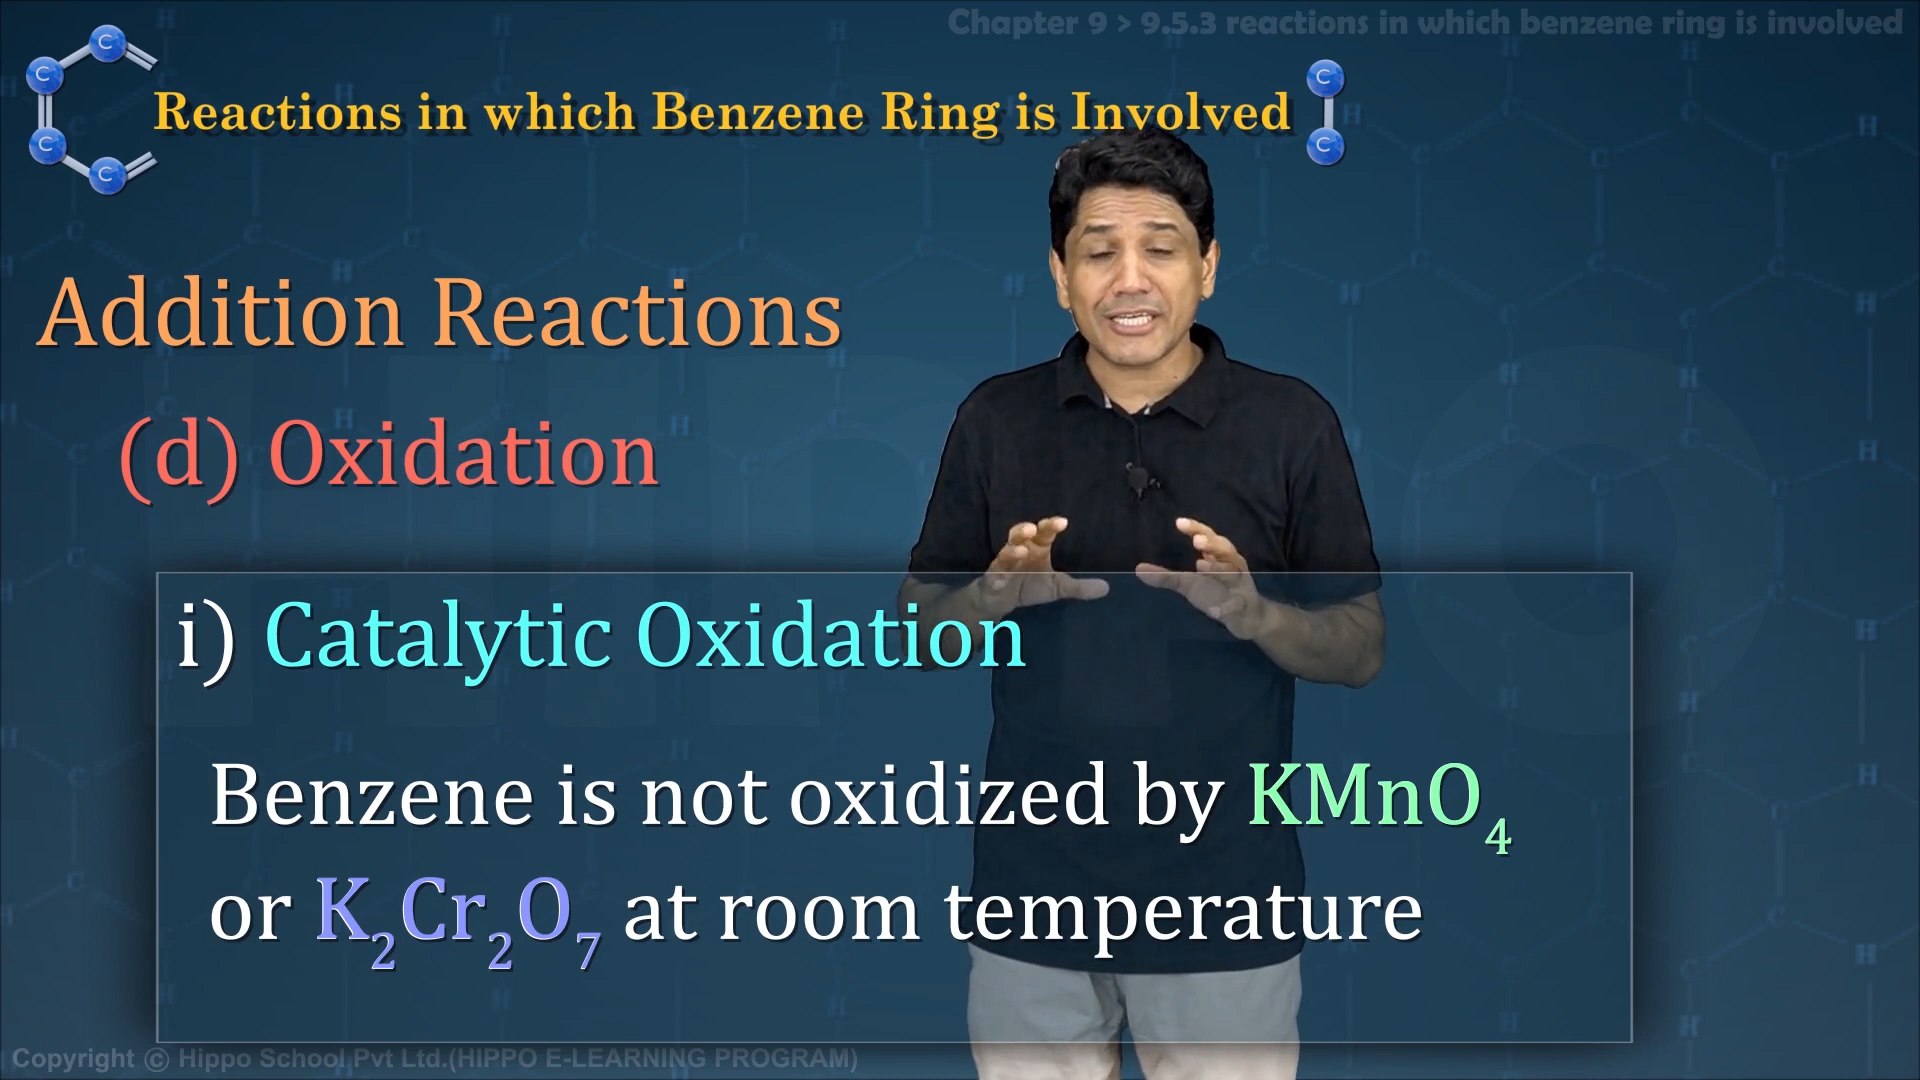 Chapter 9 > 9.5.3 reactions in which benzene ring is involved
Reactions in which Benzene Ring is Involved
Addition Reactions
(d) Oxidation
i) Catalytic Oxidation
Benzene is not oxidized by KMnO₄
or K₂Cr₂O₇ at room temperature
Copyright © Hippo School Pvt Ltd.(HIPPO E-LEARNING PROGRAM)